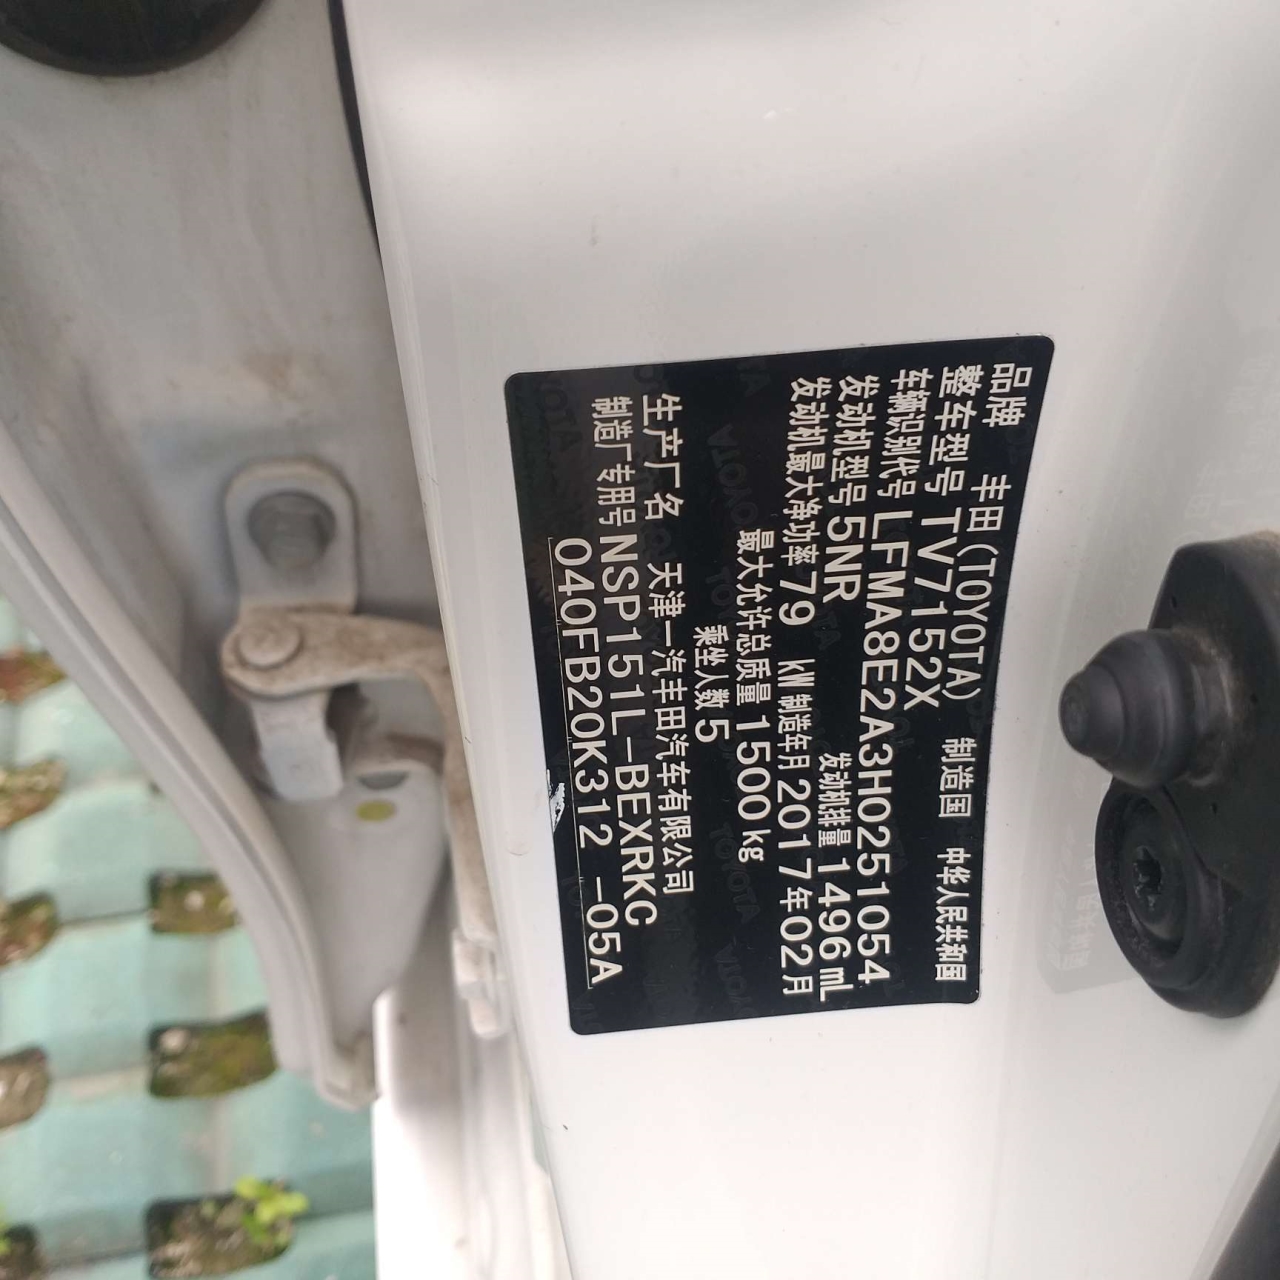 品牌 丰田(TOYOTA) 制造国 中华人民共和国
整车型号 TV7152X
车辆识别代号 LFMA8E2A3H0251054
发动机型号 5NR 发动机排量 1496 mL
发动机最大净功率 79 kW 制造年月 2017年02月
最大允许总质量 1500 kg
乘坐人数 5
生产厂名 天津一汽丰田汽车有限公司
制造厂专用号 NSP151L-BEXRKC
040FB20K312 -05A